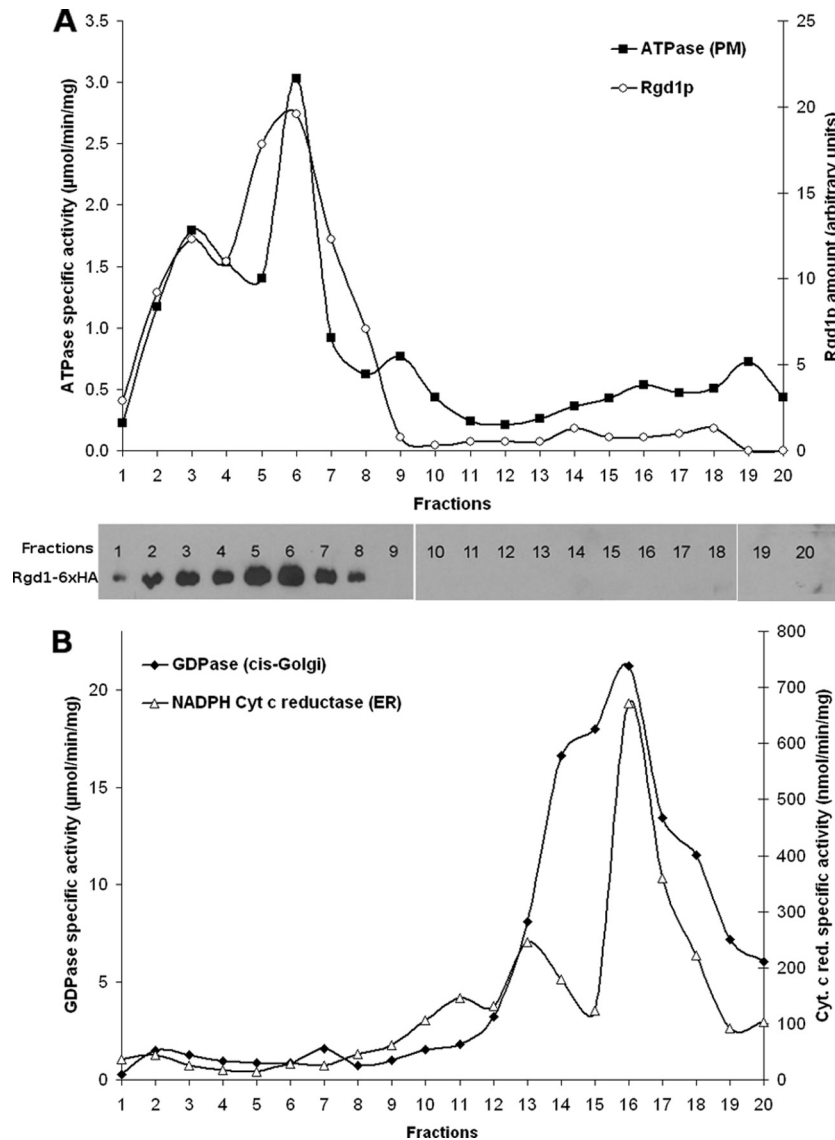 A
ATPase specific activity (µmol/min/mg)
3.5
3.0
2.5
2.0
1.5
1.0
0.5
0.0
ATPase (PM)
Rgd1p
25
20
15
10
5
0
Rgd1p amount (arbitrary units)
1 2 3 4 5 6 7 8 9 10 11 12 13 14 15 16 17 18 19 20
Fractions
Fractions 1 2 3 4 5 6 7 8 9 10 11 12 13 14 15 16 17 18 19 20
Rgd1-6xHA
B
GDPase specific activity (µmol/min/mg)
20
15
10
5
0
GDPase (cis-Golgi)
NADPH Cyt c reductase (ER)
800
700
600
500
400
300
200
100
0
Cyt. c red. specific activity (nmol/min/mg)
1 2 3 4 5 6 7 8 9 10 11 12 13 14 15 16 17 18 19 20
Fractions